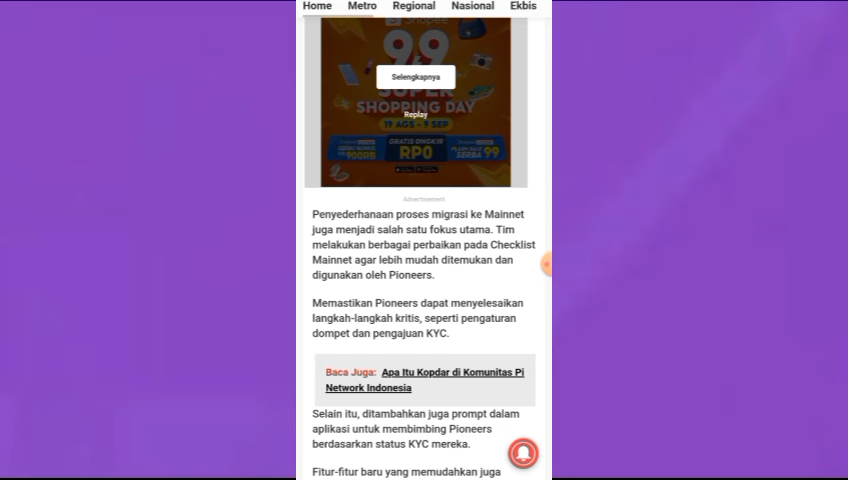 Home Metro Regional Nasional Ekbis
Shopee
9.9
Selengkapnya
SUPER
SHOPPING DAY
Replay
19 AGS - 9 SEP
GRATIS ONGKIR
RP0
SERBA 99
Advertisement
Penyederhanaan proses migrasi ke Mainnet
juga menjadi salah satu fokus utama. Tim
melakukan berbagai perbaikan pada Checklist
Mainnet agar lebih mudah ditemukan dan
digunakan oleh Pioneers.
Memastikan Pioneers dapat menyelesaikan
langkah-langkah kritis, seperti pengaturan
dompet dan pengajuan KYC.
Baca Juga: Apa Itu Kopdar di Komunitas Pi
Network Indonesia
Selain itu, ditambahkan juga prompt dalam
aplikasi untuk membimbing Pioneers
berdasarkan status KYC mereka.
Fitur-fitur baru yang memudahkan juga